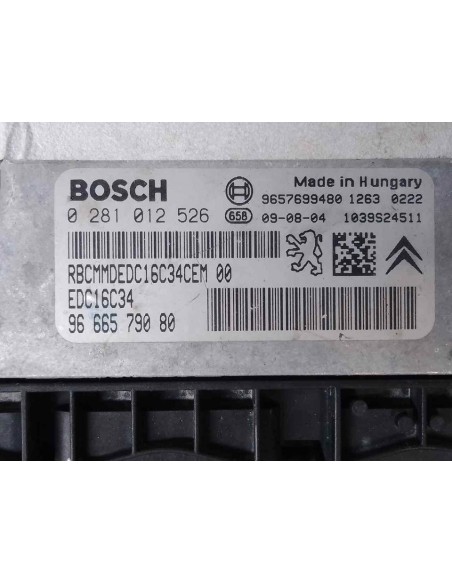 BOSCH
Made in Hungary
9657699480 1263 0222
0 281 012 526
658
09-08-04 1039S24511
RBCMMDEDC16C34CEM 00
EDC16C34
96 665 790 80